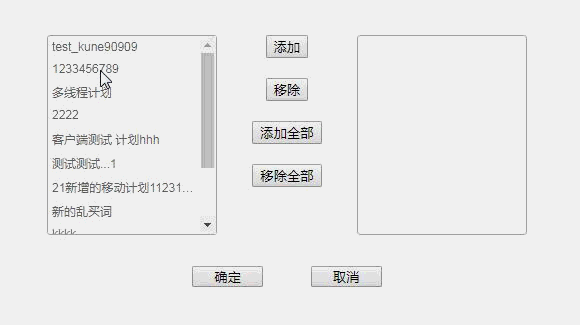 test_kune90909
1233456789
多线程计划
2222
客户端测试 计划hhh
测试测试...1
21新增的移动计划11231...
新的乱买词
kkkk
添加
移除
添加全部
移除全部
确定
取消